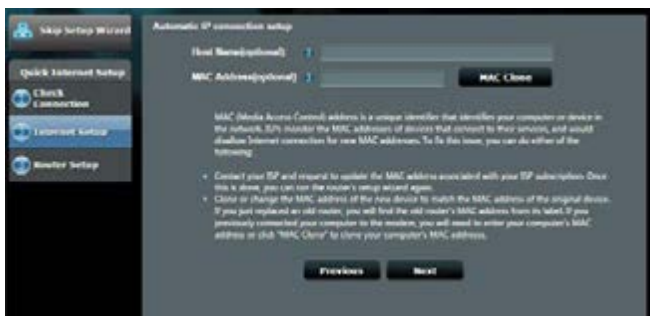 Skip Setup Wizard
Automatic IP connection setup
Host Name(optional)
Quick Internet Setup
MAC Address(optional)
MAC Clone
Check
Connection
Internet Setup
Router Setup
MAC (Media Access Control) address is a unique identifier that identifies your computer or device in
the network. ISPs monitor the MAC addresses of devices that connect to their services, and would
disallow Internet connection for new MAC addresses. To fix this issue, you can do either of the
following:
• Contact your ISP and request to update the MAC address associated with your ISP subscription. Once
this is done, you can run the router's setup wizard again.
• Clone or change the MAC address of the new device to match the MAC address of the original device.
If you just replaced an old router, you will find the old router's MAC address from its label. If you
previously connected your computer to the modem, you will need to enter your computer's MAC
address or click "MAC Clone" to clone your computer's MAC address.
Previous
Next